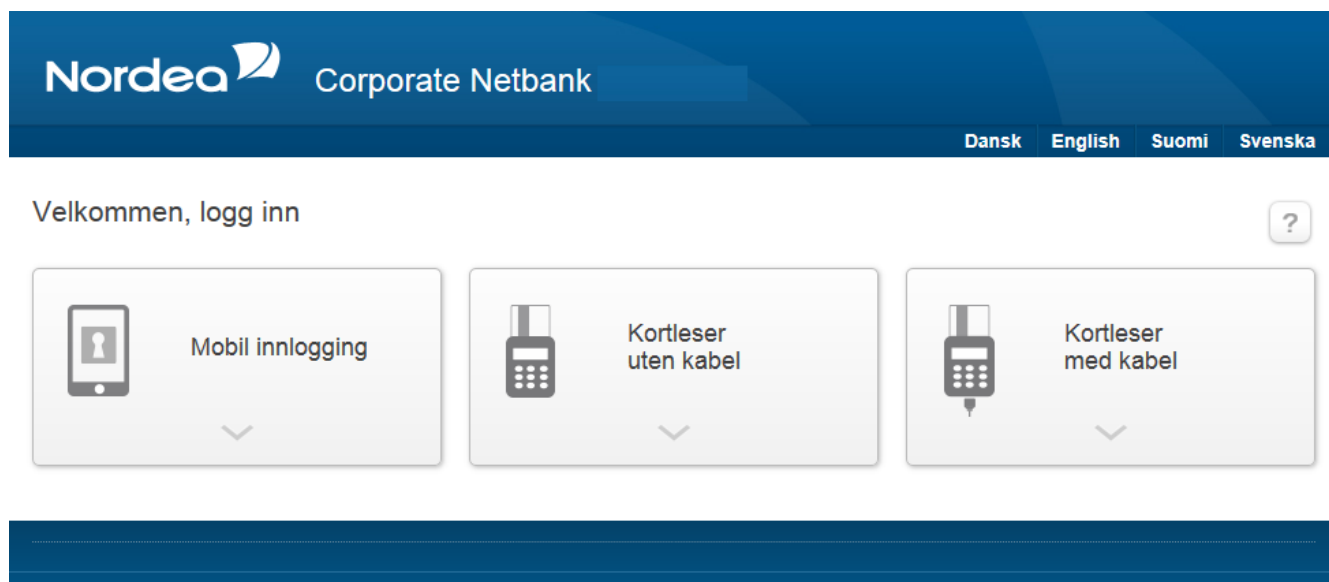 Nordea Corporate Netbank
Dansk English Suomi Svenska
Velkommen, logg inn
?
Mobil innlogging
Kortleser
uten kabel
Kortleser
med kabel